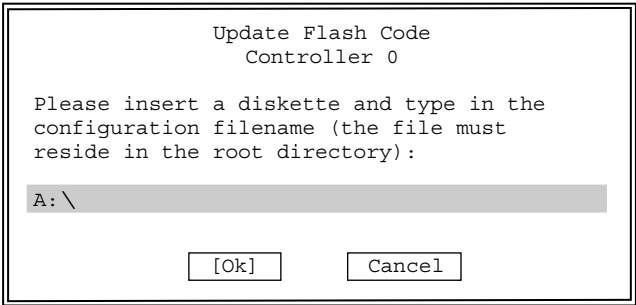 Update Flash Code
Controller 0
Please insert a diskette and type in the
configuration filename (the file must
reside in the root directory):
A:\
[Ok] Cancel